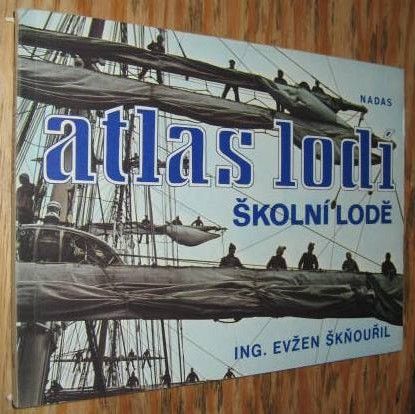 NADAS
atlas lodí
ŠKOLNÍ LODĚ
ING. EVŽEN ŠKŇOUŘIL